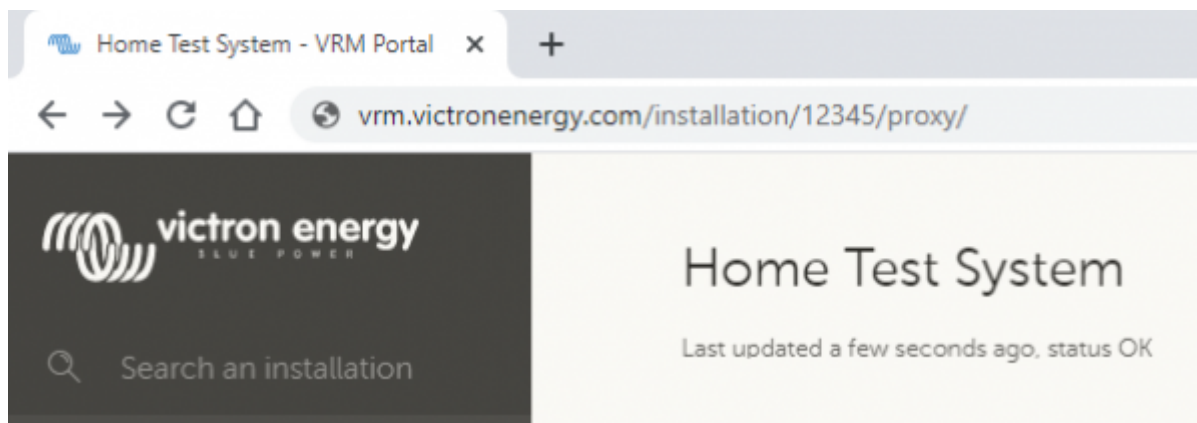 Home Test System - VRM Portal
vrm.victronenergy.com/installation/12345/proxy/
victron energy
BLUE POWER
Home Test System
Last updated a few seconds ago, status OK
Search an installation